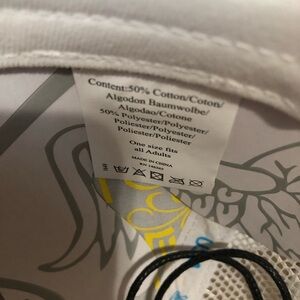 Content:50% Cotton/Coton/
Algodon Baumwolbe/
Algodao/Cotone
50% Polyester/Polyester/
Poliester/Polyester/
Poliester/Poliester
One size fits
all Adults
MADE IN CHINA